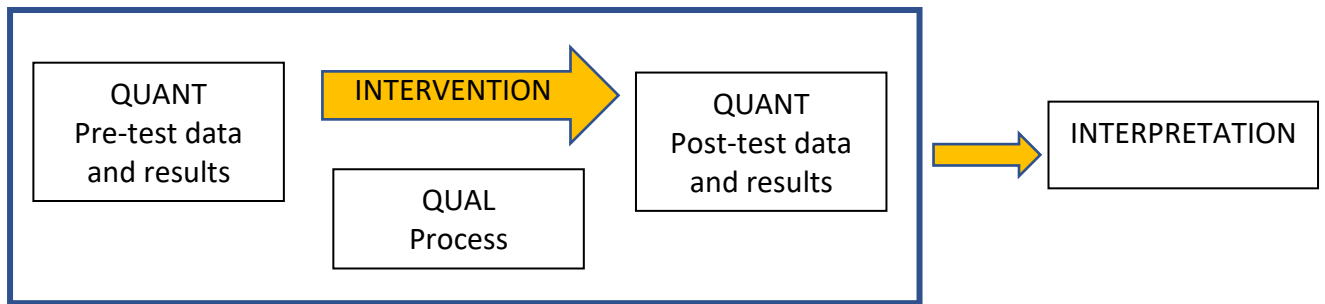 QUANT
Pre-test data
and results
INTERVENTION
QUAL
Process
QUANT
Post-test data
and results
INTERPRETATION